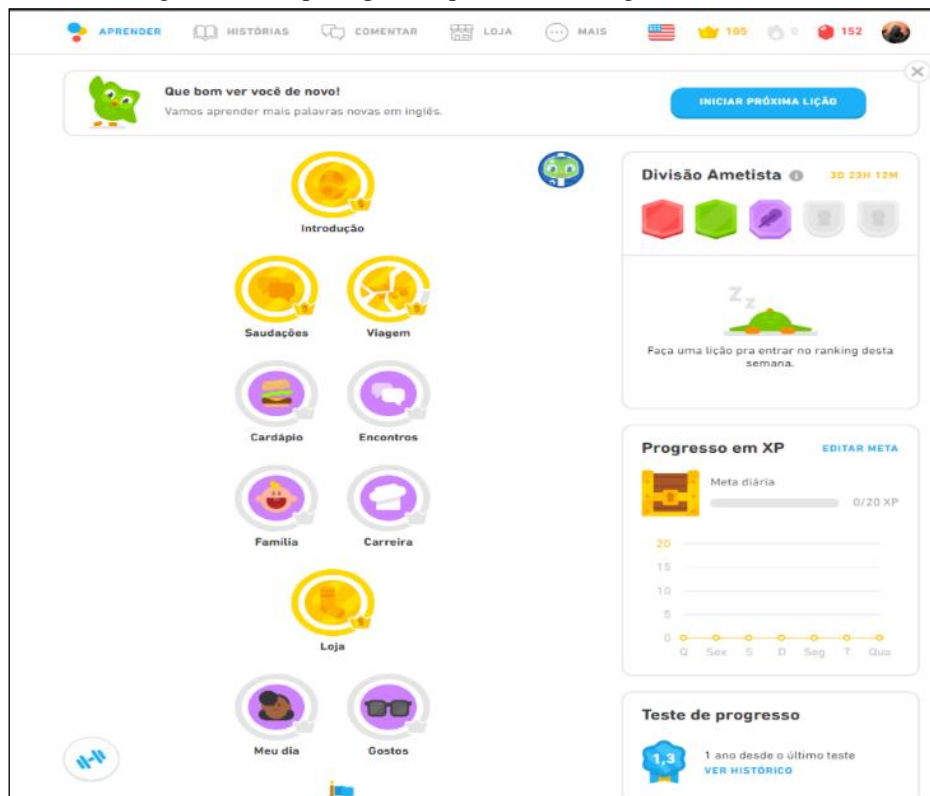 APRENDER HISTÓRIAS COMENTAR LOJA MAIS 105 0 152
Que bom ver você de novo!
Vamos aprender mais palavras novas em inglês.
INICIAR PRÓXIMA LIÇÃO
Introdução
Saudações Viagem
Cardápio Encontros
Família Carreira
Loja
Meu dia Gostos
Divisão Ametista 3D 23H 12M
Faça uma lição pra entrar no ranking desta
semana.
Progresso em XP EDITAR META
Meta diária
0/20 XP
20
15
10
5
0
Q Sex S D Seg T Qua
Teste de progresso
1,3
1 ano desde o último teste
VER HISTÓRICO